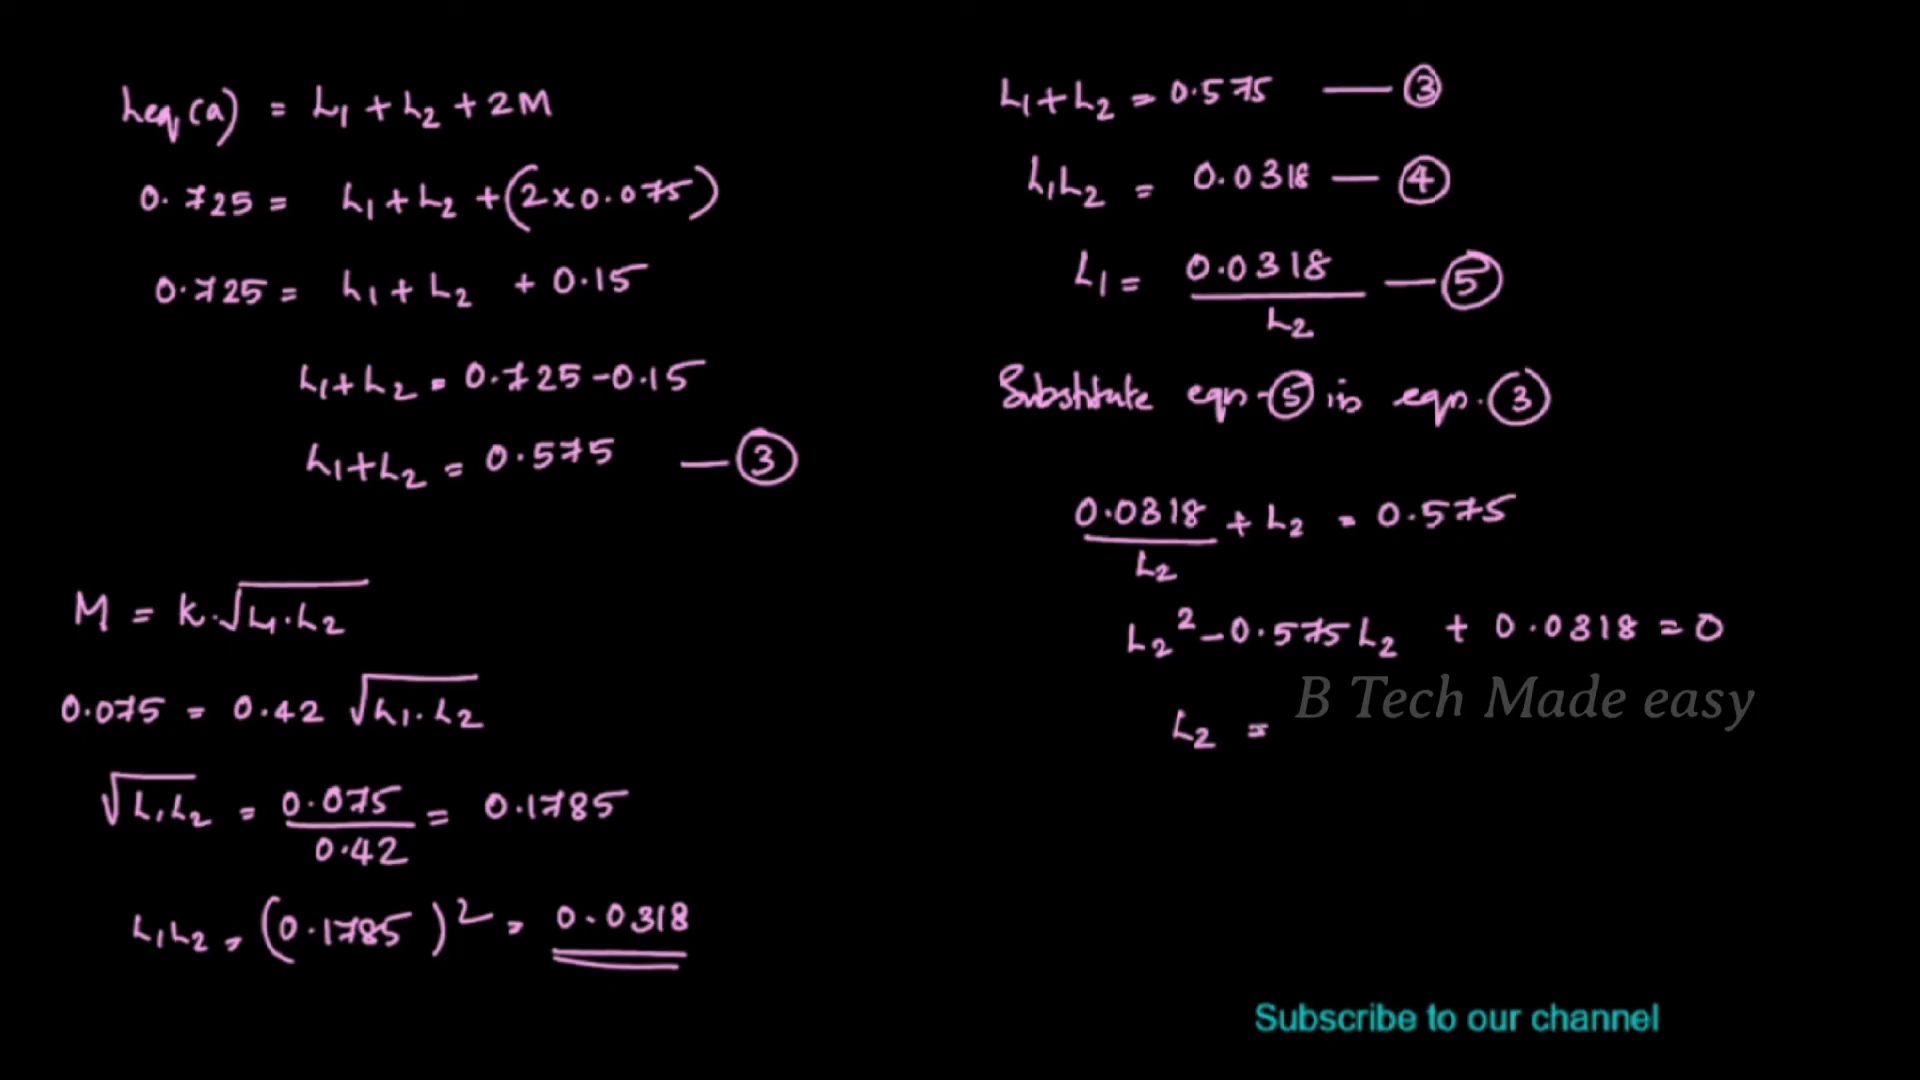 Leq(a) = L1 + L2 + 2M
0.725 = L1 + L2 + (2x0.075)
0.725 = L1 + L2 + 0.15
L1 + L2 = 0.725 - 0.15
L1 + L2 = 0.575 — ③
M = k.√L1.L2
0.075 = 0.42 √L1.L2
√L1L2 = 0.075/0.42 = 0.1785
L1L2 = (0.1785)² = 0.0318
L1 + L2 = 0.575 — ③
L1L2 = 0.0318 — ④
L1 = 0.0318/L2 — ⑤
Substitute eqn-⑤ in eqn.③
0.0318/L2 + L2 = 0.575
L2² - 0.575L2 + 0.0318 = 0
B Tech Made easy
L2 =
Subscribe to our channel